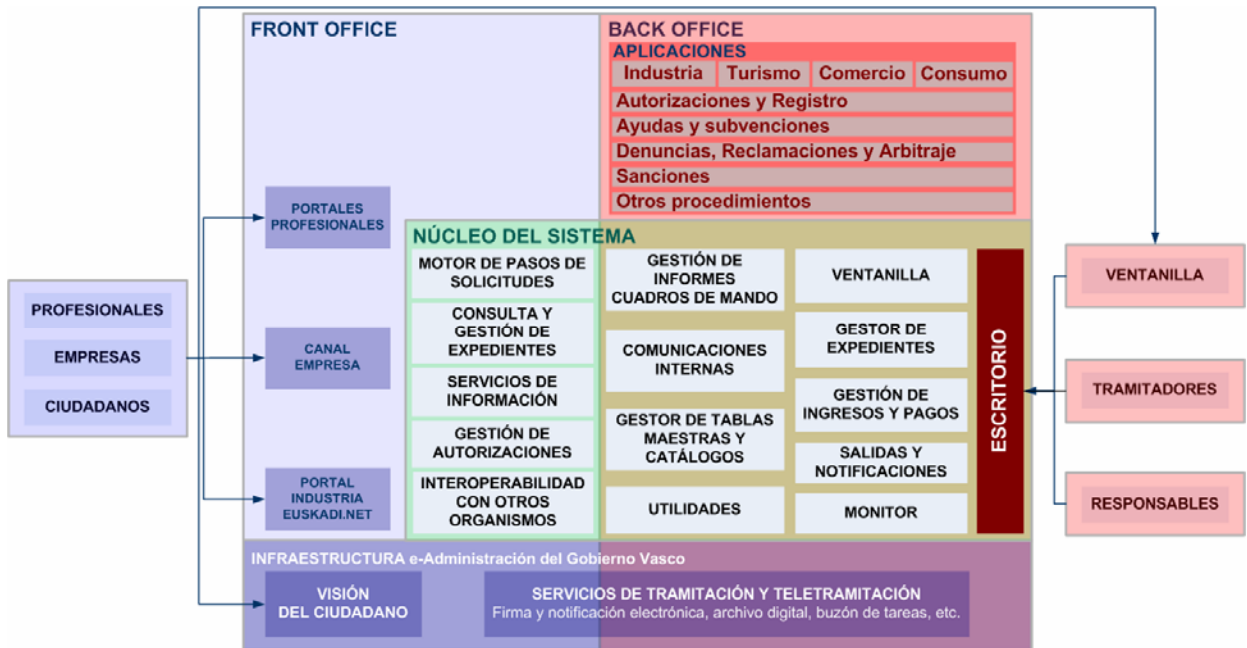 FRONT OFFICE
BACK OFFICE
APLICACIONES
Industria
Turismo
Comercio
Consumo
Autorizaciones y Registro
Ayudas y subvenciones
Denuncias, Reclamaciones y Arbitraje
Sanciones
Otros procedimientos
PROFESIONALES
EMPRESAS
CIUDADANOS
PORTALES
PROFESIONALES
CANAL
EMPRESA
PORTAL
INDUSTRIA
EUSKADI.NET
NÚCLEO DEL SISTEMA
MOTOR DE PASOS DE
SOLICITUDES
CONSULTA Y
GESTIÓN DE
EXPEDIENTES
SERVICIOS DE
INFORMACIÓN
GESTIÓN DE
AUTORIZACIONES
INTEROPERABILIDAD
CON OTROS
ORGANISMOS
GESTIÓN DE
INFORMES
CUADROS DE MANDO
COMUNICACIONES
INTERNAS
GESTOR DE TABLAS
MAESTRAS Y
CATÁLOGOS
UTILIDADES
VENTANILLA
GESTOR DE
EXPEDIENTES
GESTIÓN DE
INGRESOS Y PAGOS
SALIDAS Y
NOTIFICACIONES
MONITOR
ESCRITORIO
VENTANILLA
TRAMITADORES
RESPONSABLES
INFRAESTRUCTURA e-Administración del Gobierno Vasco
VISIÓN
DEL CIUDADANO
SERVICIOS DE TRAMITACIÓN Y TELETRAMITACIÓN
Firma y notificación electrónica, archivo digital, buzón de tareas, etc.